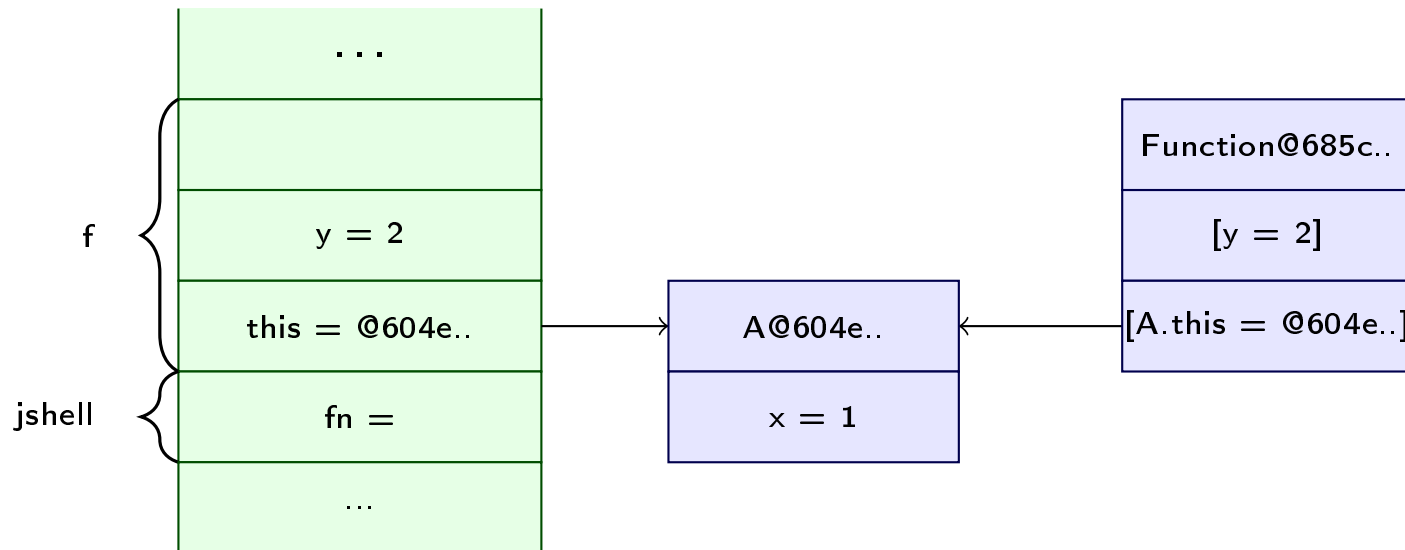 ...
Function@685c..
f
y = 2
[y = 2]
this = @604e..
A@604e..
[A.this = @604e..]
jshell
fn =
x = 1
...